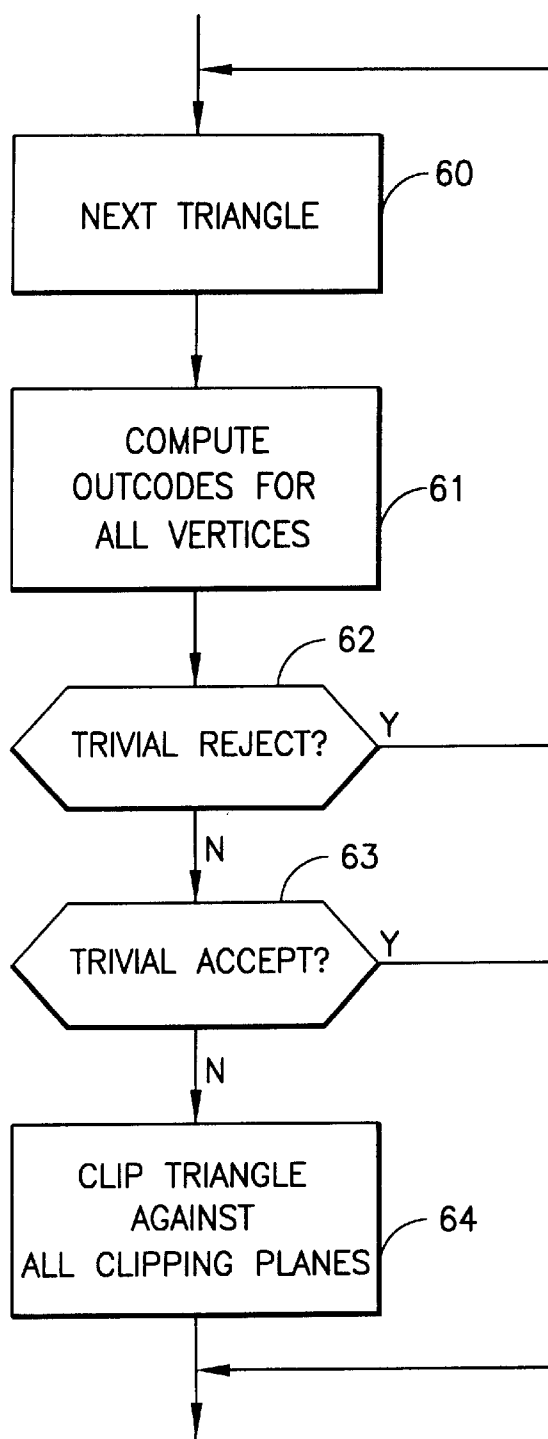 NEXT TRIANGLE
60
COMPUTE
OUTCODES FOR
ALL VERTICES
61
62
TRIVIAL REJECT?
Y
N
63
TRIVIAL ACCEPT?
Y
N
CLIP TRIANGLE
AGAINST
ALL CLIPPING PLANES
64